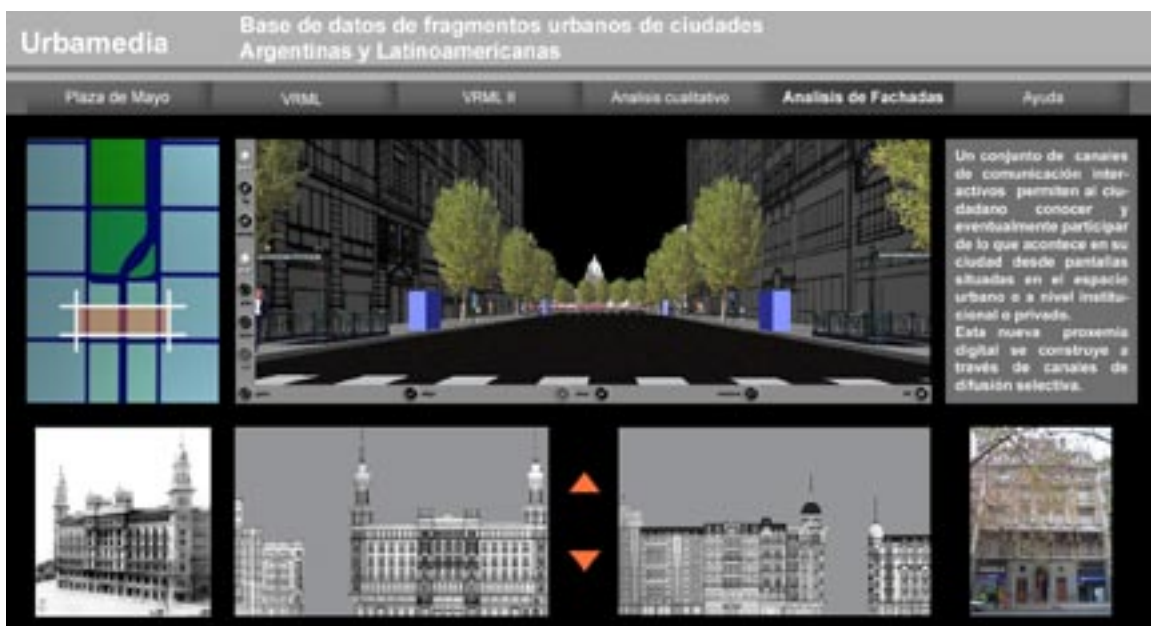 Urbamedia
Base de datos de fragmentos urbanos de ciudades
Argentinas y Latinoamericanas
Plaza de Mayo VRML VRML II Analisis cualitativo Analisis de Fachadas Ayuda
Un conjunto de canales
de comunicación inter-
activos permiten al ciu-
dadano conocer y
eventualmente participar
de lo que acontece en su
ciudad desde pantallas
situadas en el espacio
urbano o a nivel institu-
cional o privado.
Esta nueva proxemia
digital se construye a
través de canales de
difusión selectiva.